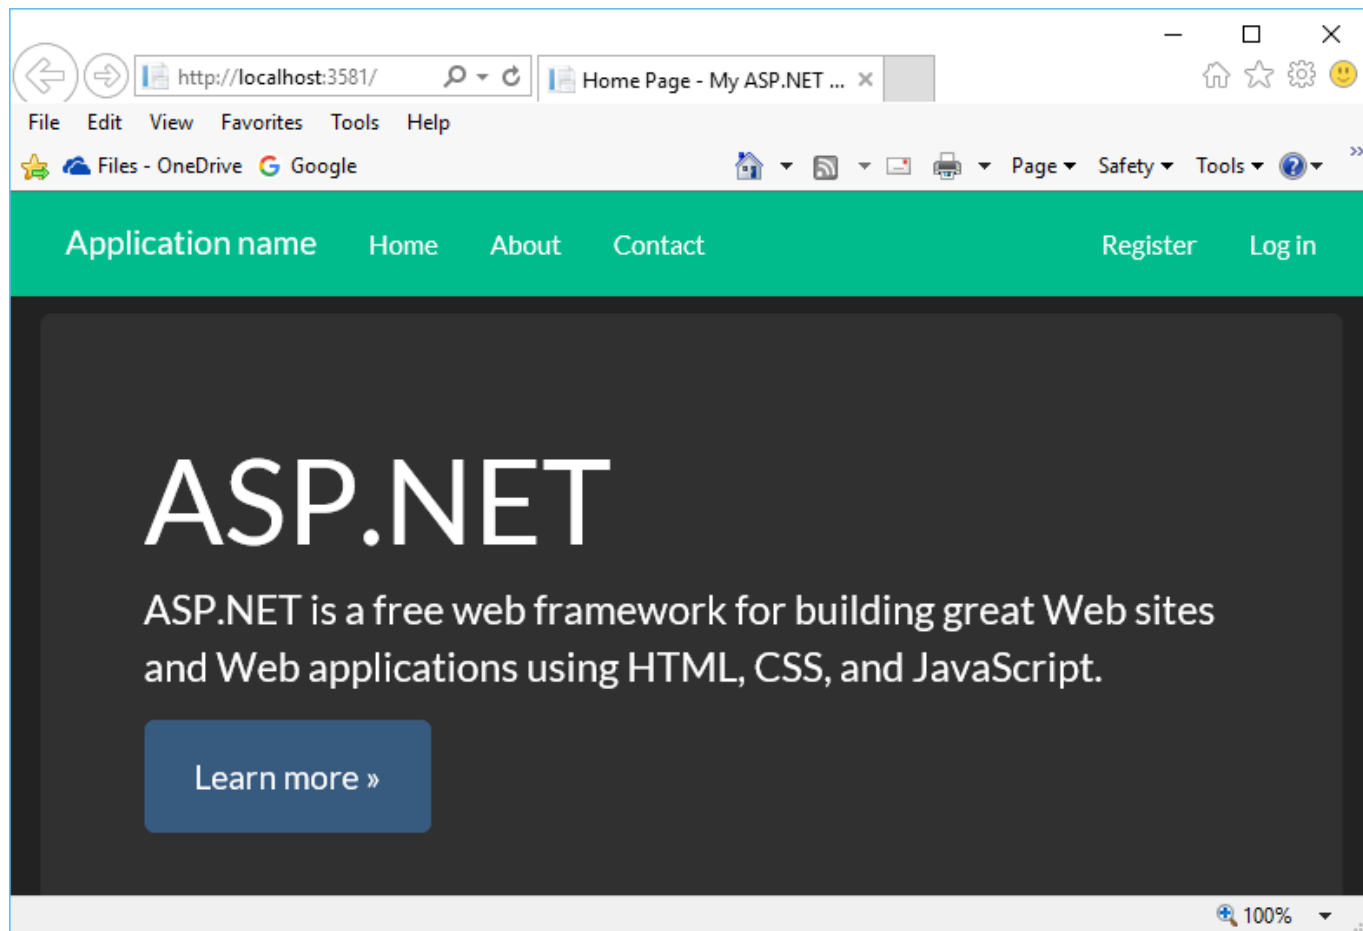 http://localhost:3581/
Home Page - My ASP.NET ...
File Edit View Favorites Tools Help
Files - OneDrive Google Page Safety Tools
Application name Home About Contact Register Log in
ASP.NET
ASP.NET is a free web framework for building great Web sites
and Web applications using HTML, CSS, and JavaScript.
Learn more »
100%